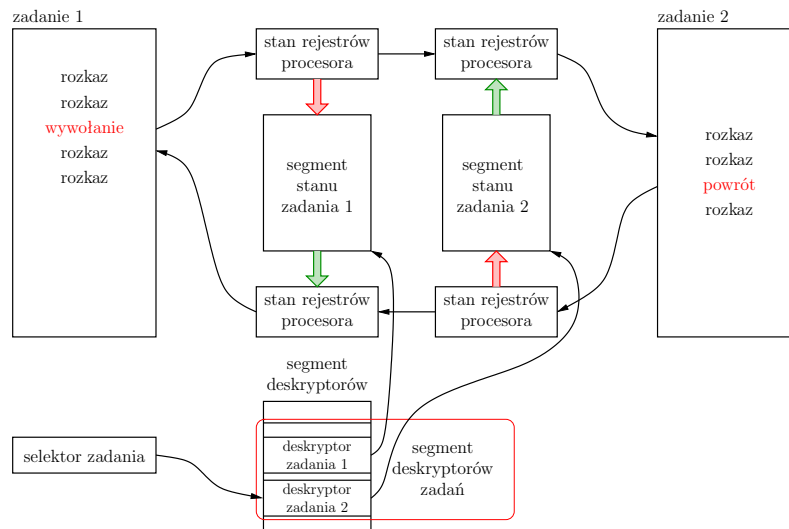 zadanie 1
zadanie 2
stan rejestrów
procesora
stan rejestrów
procesora
rozkaz
rozkaz
wywołanie
rozkaz
rozkaz
segment
stanu
zadania 1
segment
stanu
zadania 2
rozkaz
rozkaz
powrót
rozkaz
stan rejestrów
procesora
stan rejestrów
procesora
segment
deskryptorów
selektor zadania
deskryptor
zadania 1
deskryptor
zadania 2
segment
deskryptorów
zadań